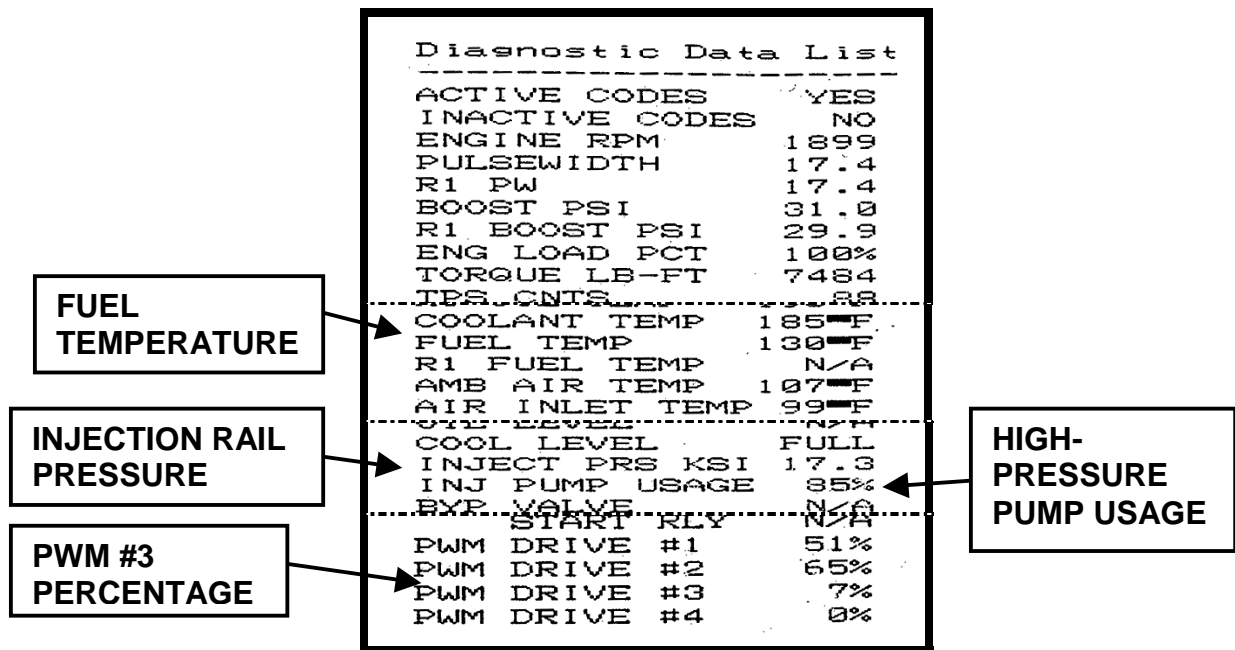 Diagnostic Data List
ACTIVE CODES YES
INACTIVE CODES NO
ENGINE RPM 1899
PULSEWIDTH 17.4
R1 PW 17.4
BOOST PSI 31.0
R1 BOOST PSI 29.9
ENG LOAD PCT 100%
TORQUE LB-FT 7484
TPS CNTS
COOLANT TEMP 185 F
FUEL TEMP 130 F
R1 FUEL TEMP N/A
AMB AIR TEMP 107 F
AIR INLET TEMP 99 F
COOL LEVEL FULL
INJECT PRS KSI 17.3
INJ PUMP USAGE 85%
BYP VALVE N/A
START RLY N/A
PWM DRIVE #1 51%
PWM DRIVE #2 65%
PWM DRIVE #3 7%
PWM DRIVE #4 0%
FUEL
TEMPERATURE
INJECTION RAIL
PRESSURE
PWM #3
PERCENTAGE
HIGH-
PRESSURE
PUMP USAGE